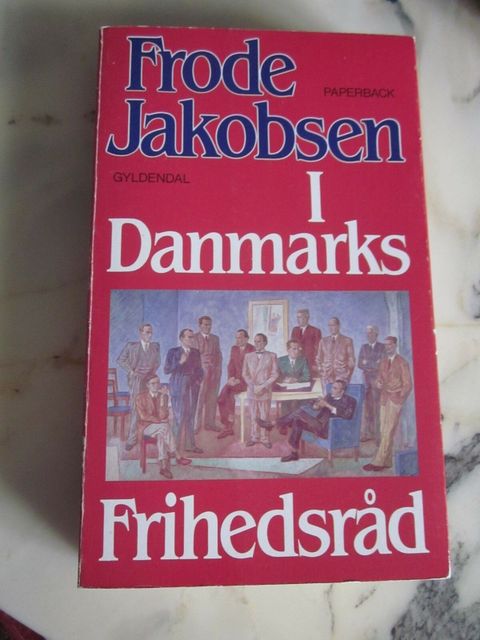 Frode
PAPERBACK
Jakobsen
GYLDENDAL
I
Danmarks
Frihedsråd